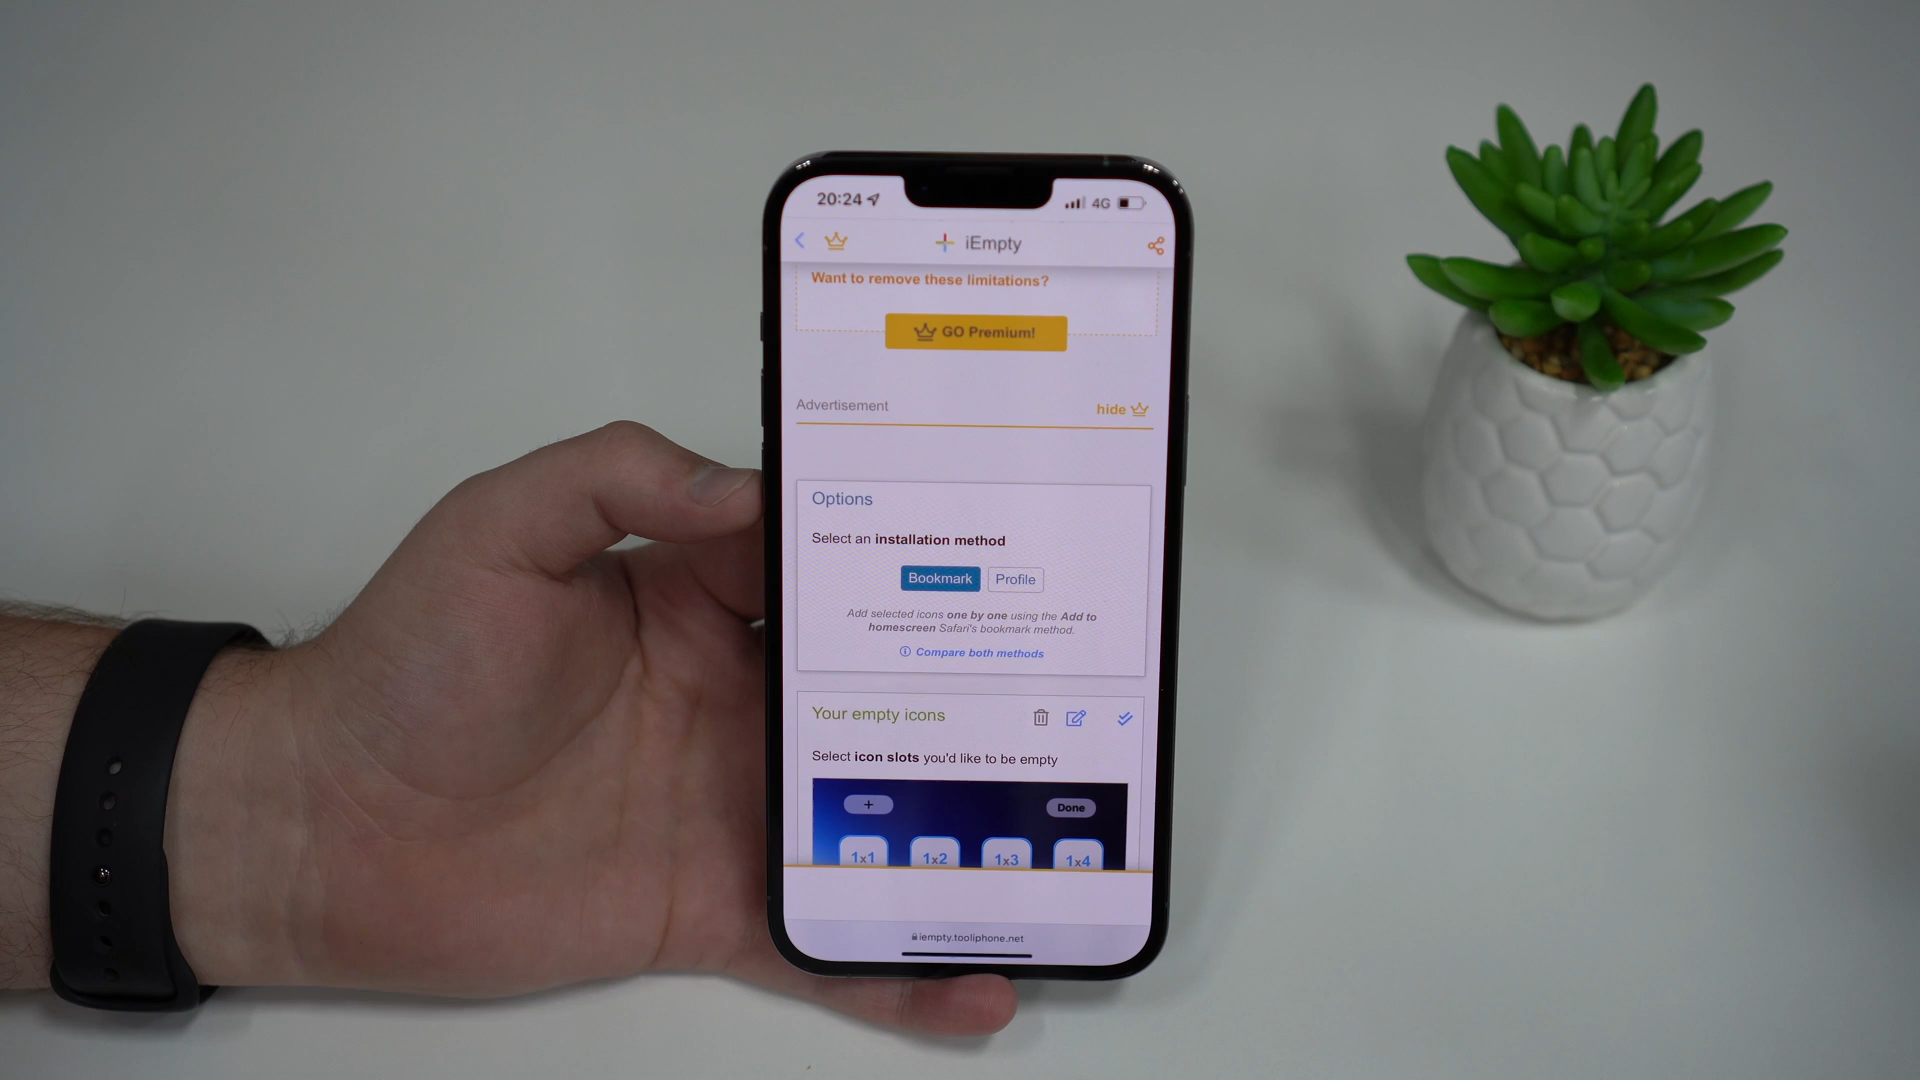 20:24
4G
iEmpty
Want to remove these limitations?
GO Premium!
Advertisement
hide
Options
Select an installation method
Bookmark
Profile
Add selected icons one by one using the Add to
homescreen Safari's bookmark method.
Compare both methods
Your empty icons
Select icon slots you'd like to be empty
+
Done
1x1
1x2
1x3
1x4
iempty.tooliphone.net